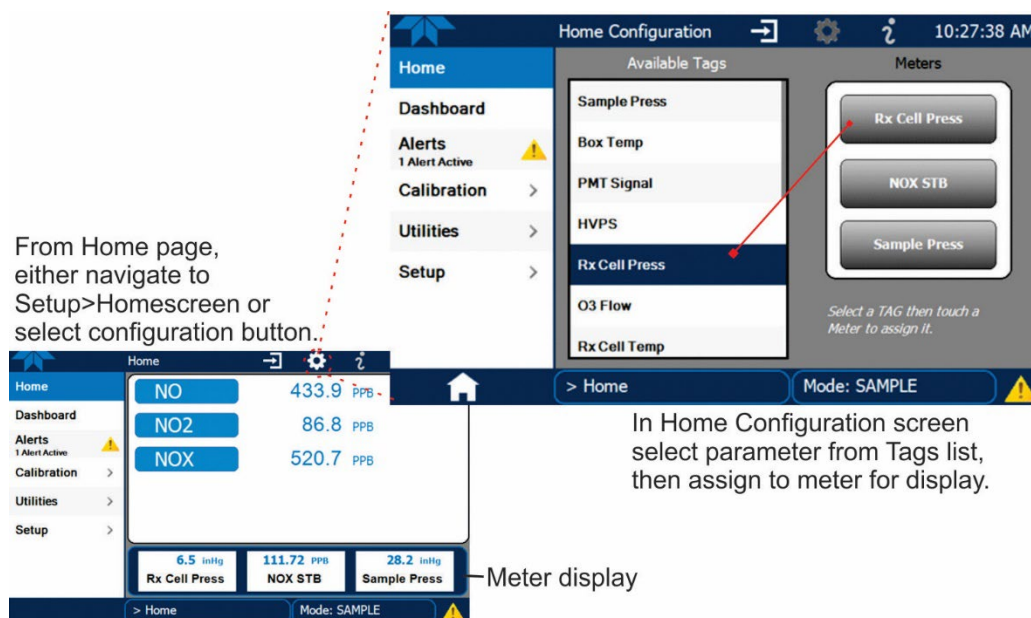 Home Configuration
10:27:38 AM
Home
Dashboard
Alerts
1 Alert Active
Calibration >
Utilities >
Setup >
Available Tags
Sample Press
Box Temp
PMT Signal
HVPS
Rx Cell Press
O3 Flow
Rx Cell Temp
Meters
Rx Cell Press
NOX STB
Sample Press
Select a TAG then touch a
Meter to assign it.
> Home
Mode: SAMPLE
From Home page,
either navigate to
Setup>Homescreen or
select configuration button.
Home
Home
Dashboard
Alerts
1 Alert Active
Calibration >
Utilities >
Setup >
NO 433.9 PPB
NO2 86.8 PPB
NOX 520.7 PPB
6.5 inHg
Rx Cell Press
111.72 PPB
NOX STB
28.2 inHg
Sample Press
> Home
Mode: SAMPLE
Meter display
In Home Configuration screen
select parameter from Tags list,
then assign to meter for display.